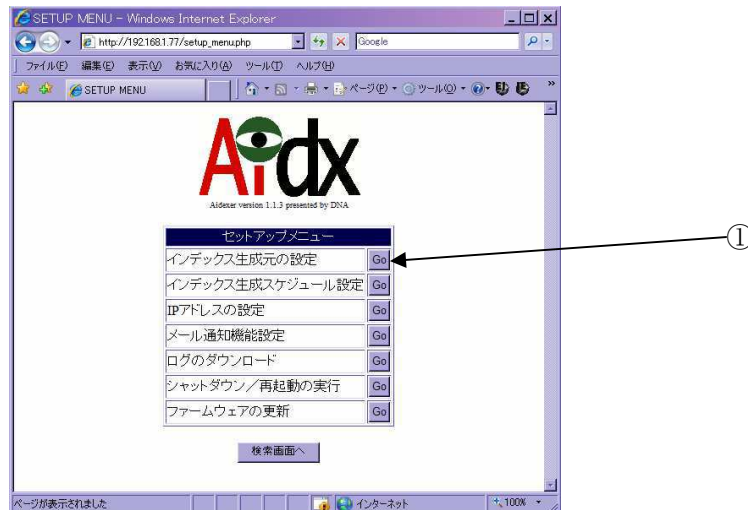 SETUP MENU - Windows Internet Explorer
http://192.168.1.77/setup_menu.php
Google
ファイル(F) 編集(E) 表示(V) お気に入り(A) ツール(T) ヘルプ(H)
SETUP MENU
ページ(P) ツール(O)
Aidx
Aidexer version 1.1.3 presented by DNA
セットアップメニュー
インデックス生成元の設定 Go
①
インデックス生成スケジュール設定 Go
IPアドレスの設定 Go
メール通知機能設定 Go
ログのダウンロード Go
シャットダウン／再起動の実行 Go
ファームウェアの更新 Go
検索画面へ
ページが表示されました インターネット 100%